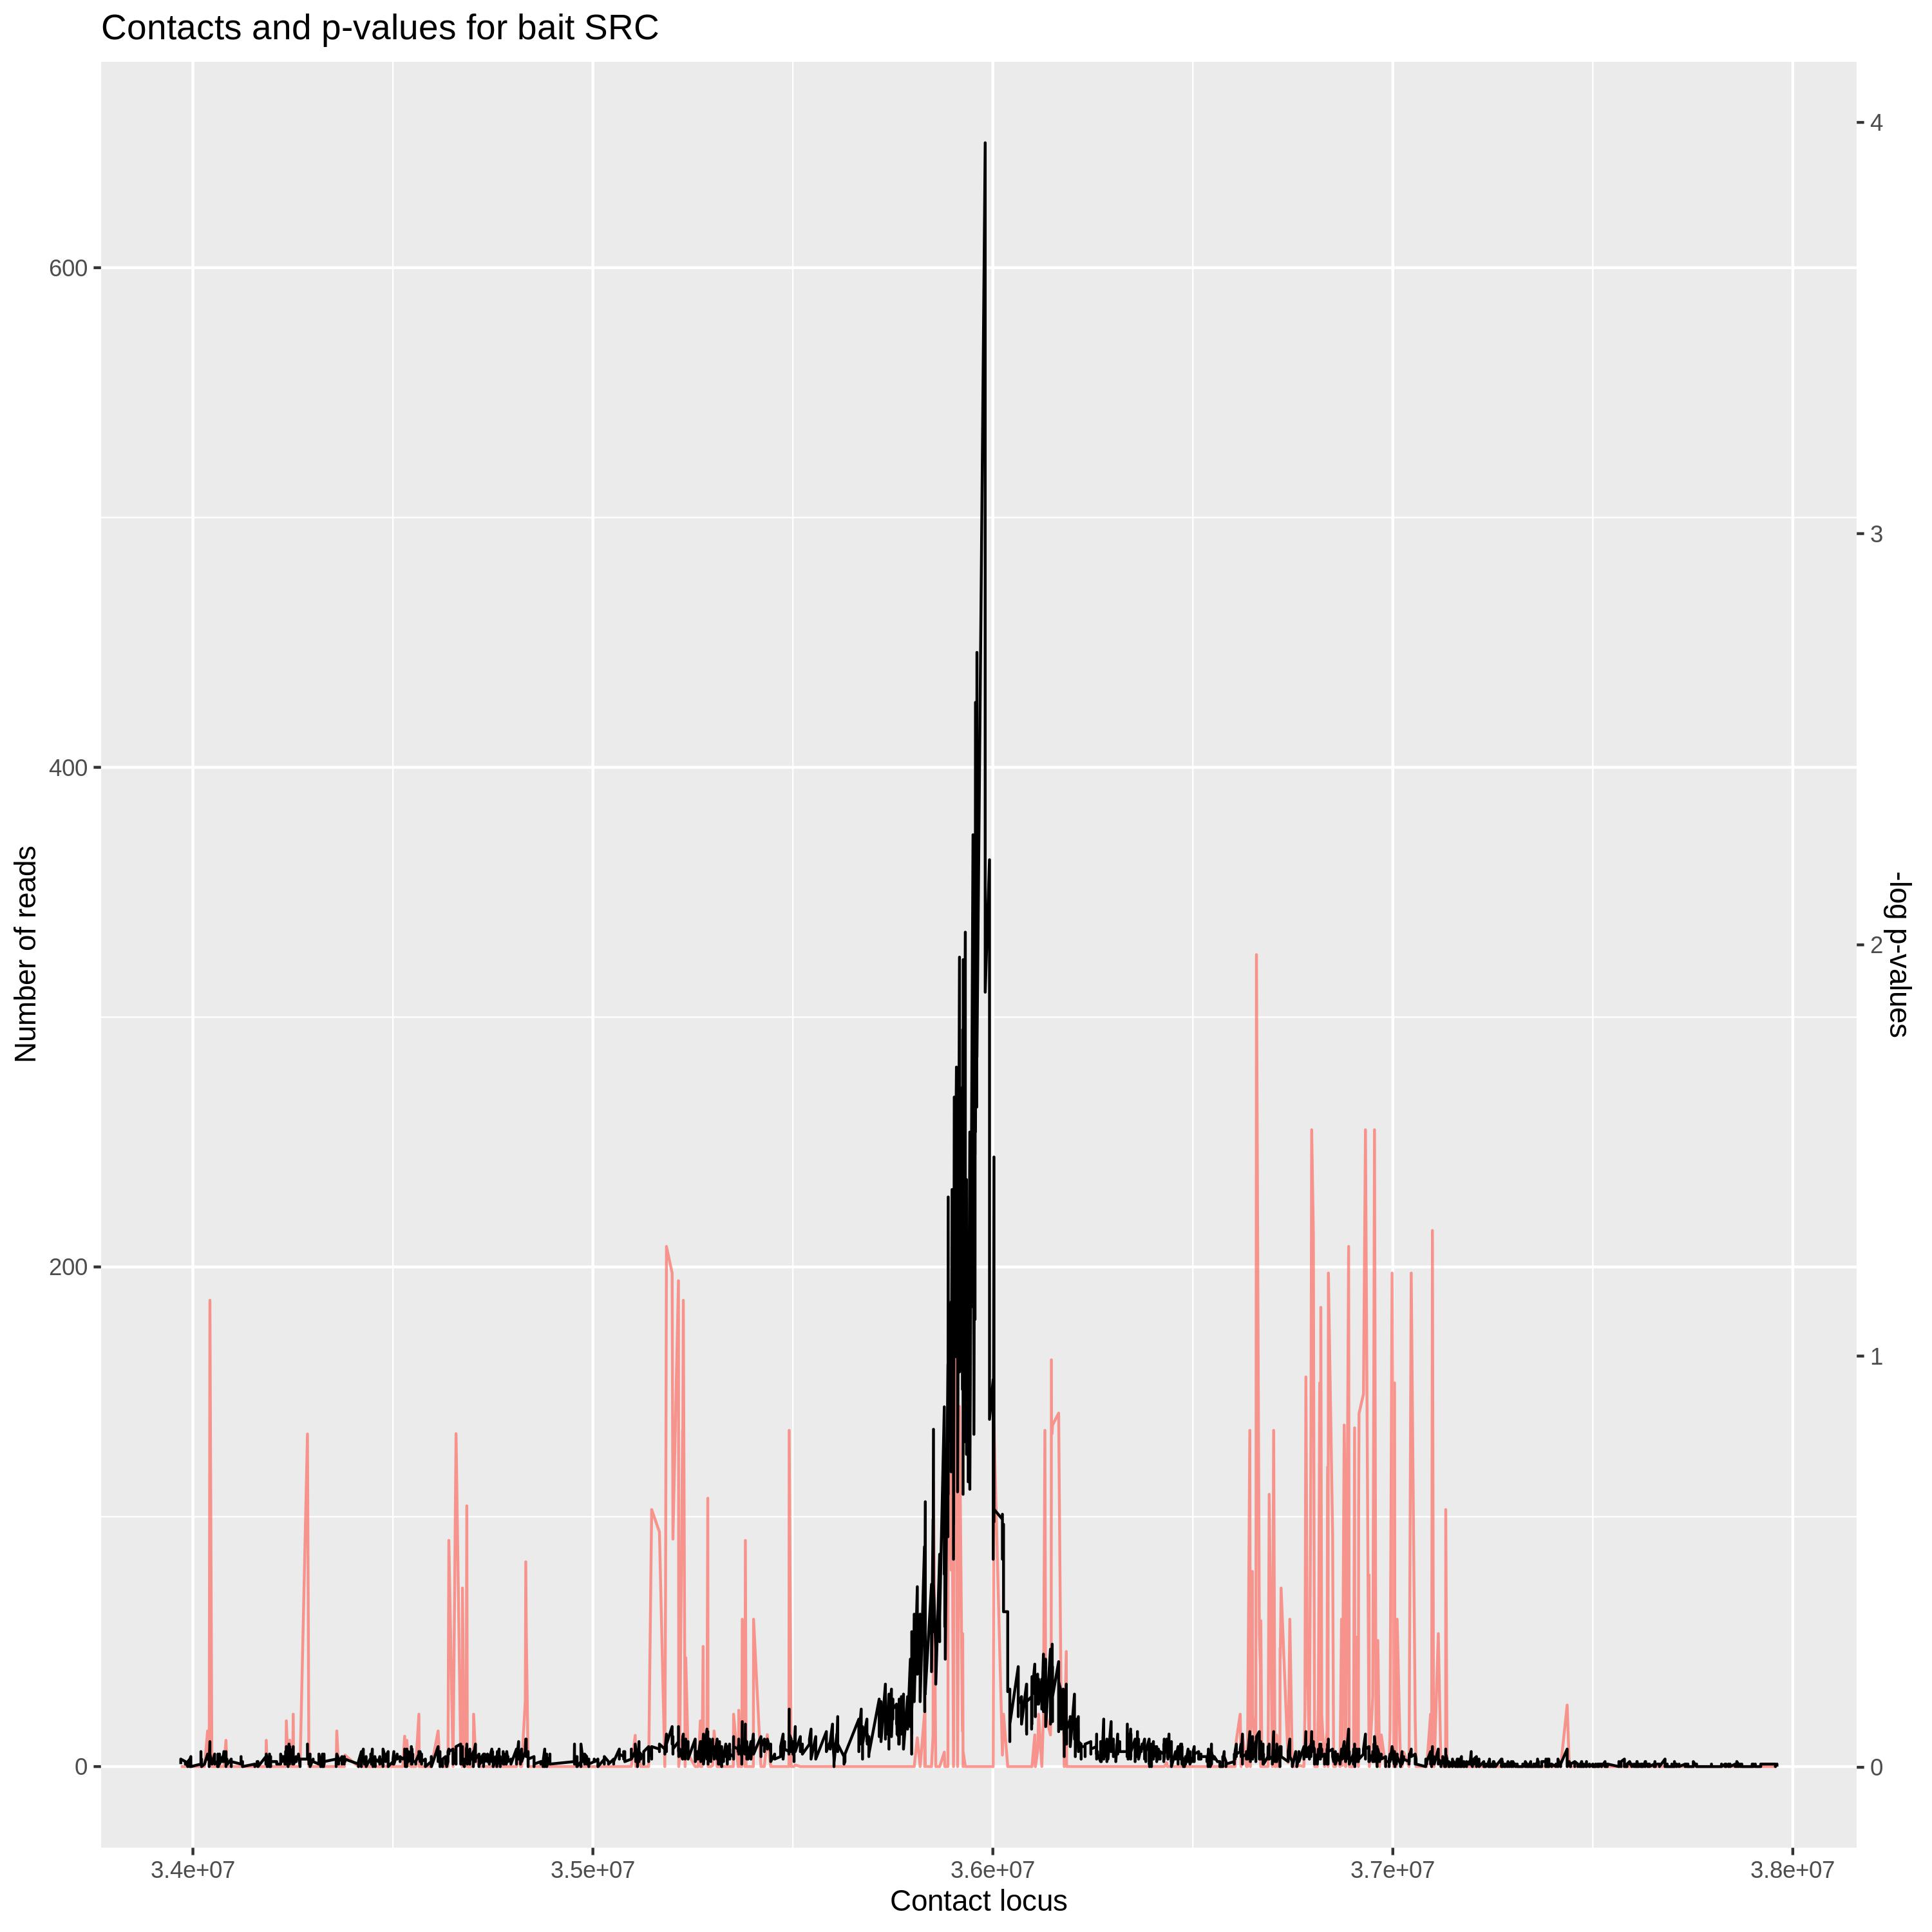 Contacts and p-values for bait SRC
Number of reads
600
400
200
0
4
3
2
1
0
-log p-values
3.4e+07
3.5e+07
3.6e+07
3.7e+07
3.8e+07
Contact locus